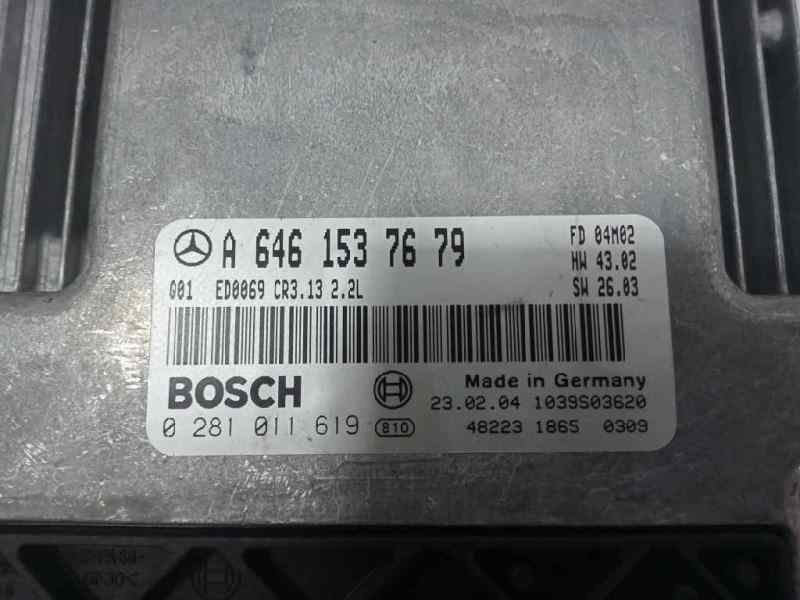 A 646 153 76 79
FD 04M02
HW 43.02
G01 ED0069 CR3.13 2.2L
SW 26.03
BOSCH
Made in Germany
23.02.04 1039S03620
0 281 011 619 810
48223 1865 0309